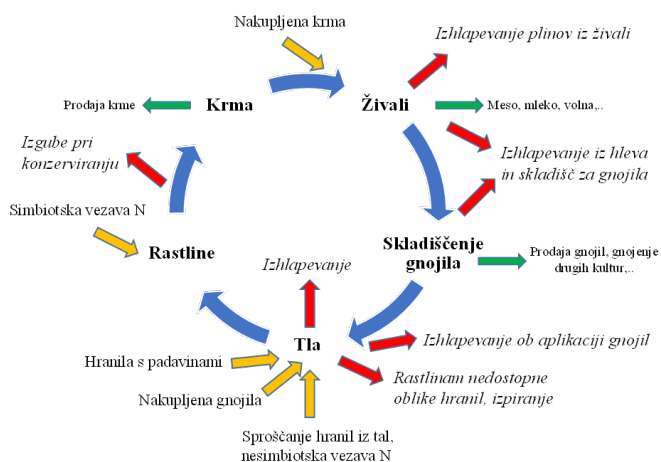 Nakupljena krma
Izhlapevanje plinov iz živali
Prodaja krme
Krma
Živali
Meso, mleko, volna,..
Izgube pri
konzerviranju
Izhlapevanje iz hleva
in skladišč za gnojila
Simbiotska vezava N
Rastline
Skladiščenje
gnojila
Prodaja gnojil, gnojenje
drugih kultur,..
Izhlapevanje
Tla
Izhlapevanje ob aplikaciji gnojil
Hranila s padavinami
Rastlinam nedostopne
oblike hranil, izpiranje
Nakupljena gnojila
Sproščanje hranil iz tal,
nesimbiotska vezava N